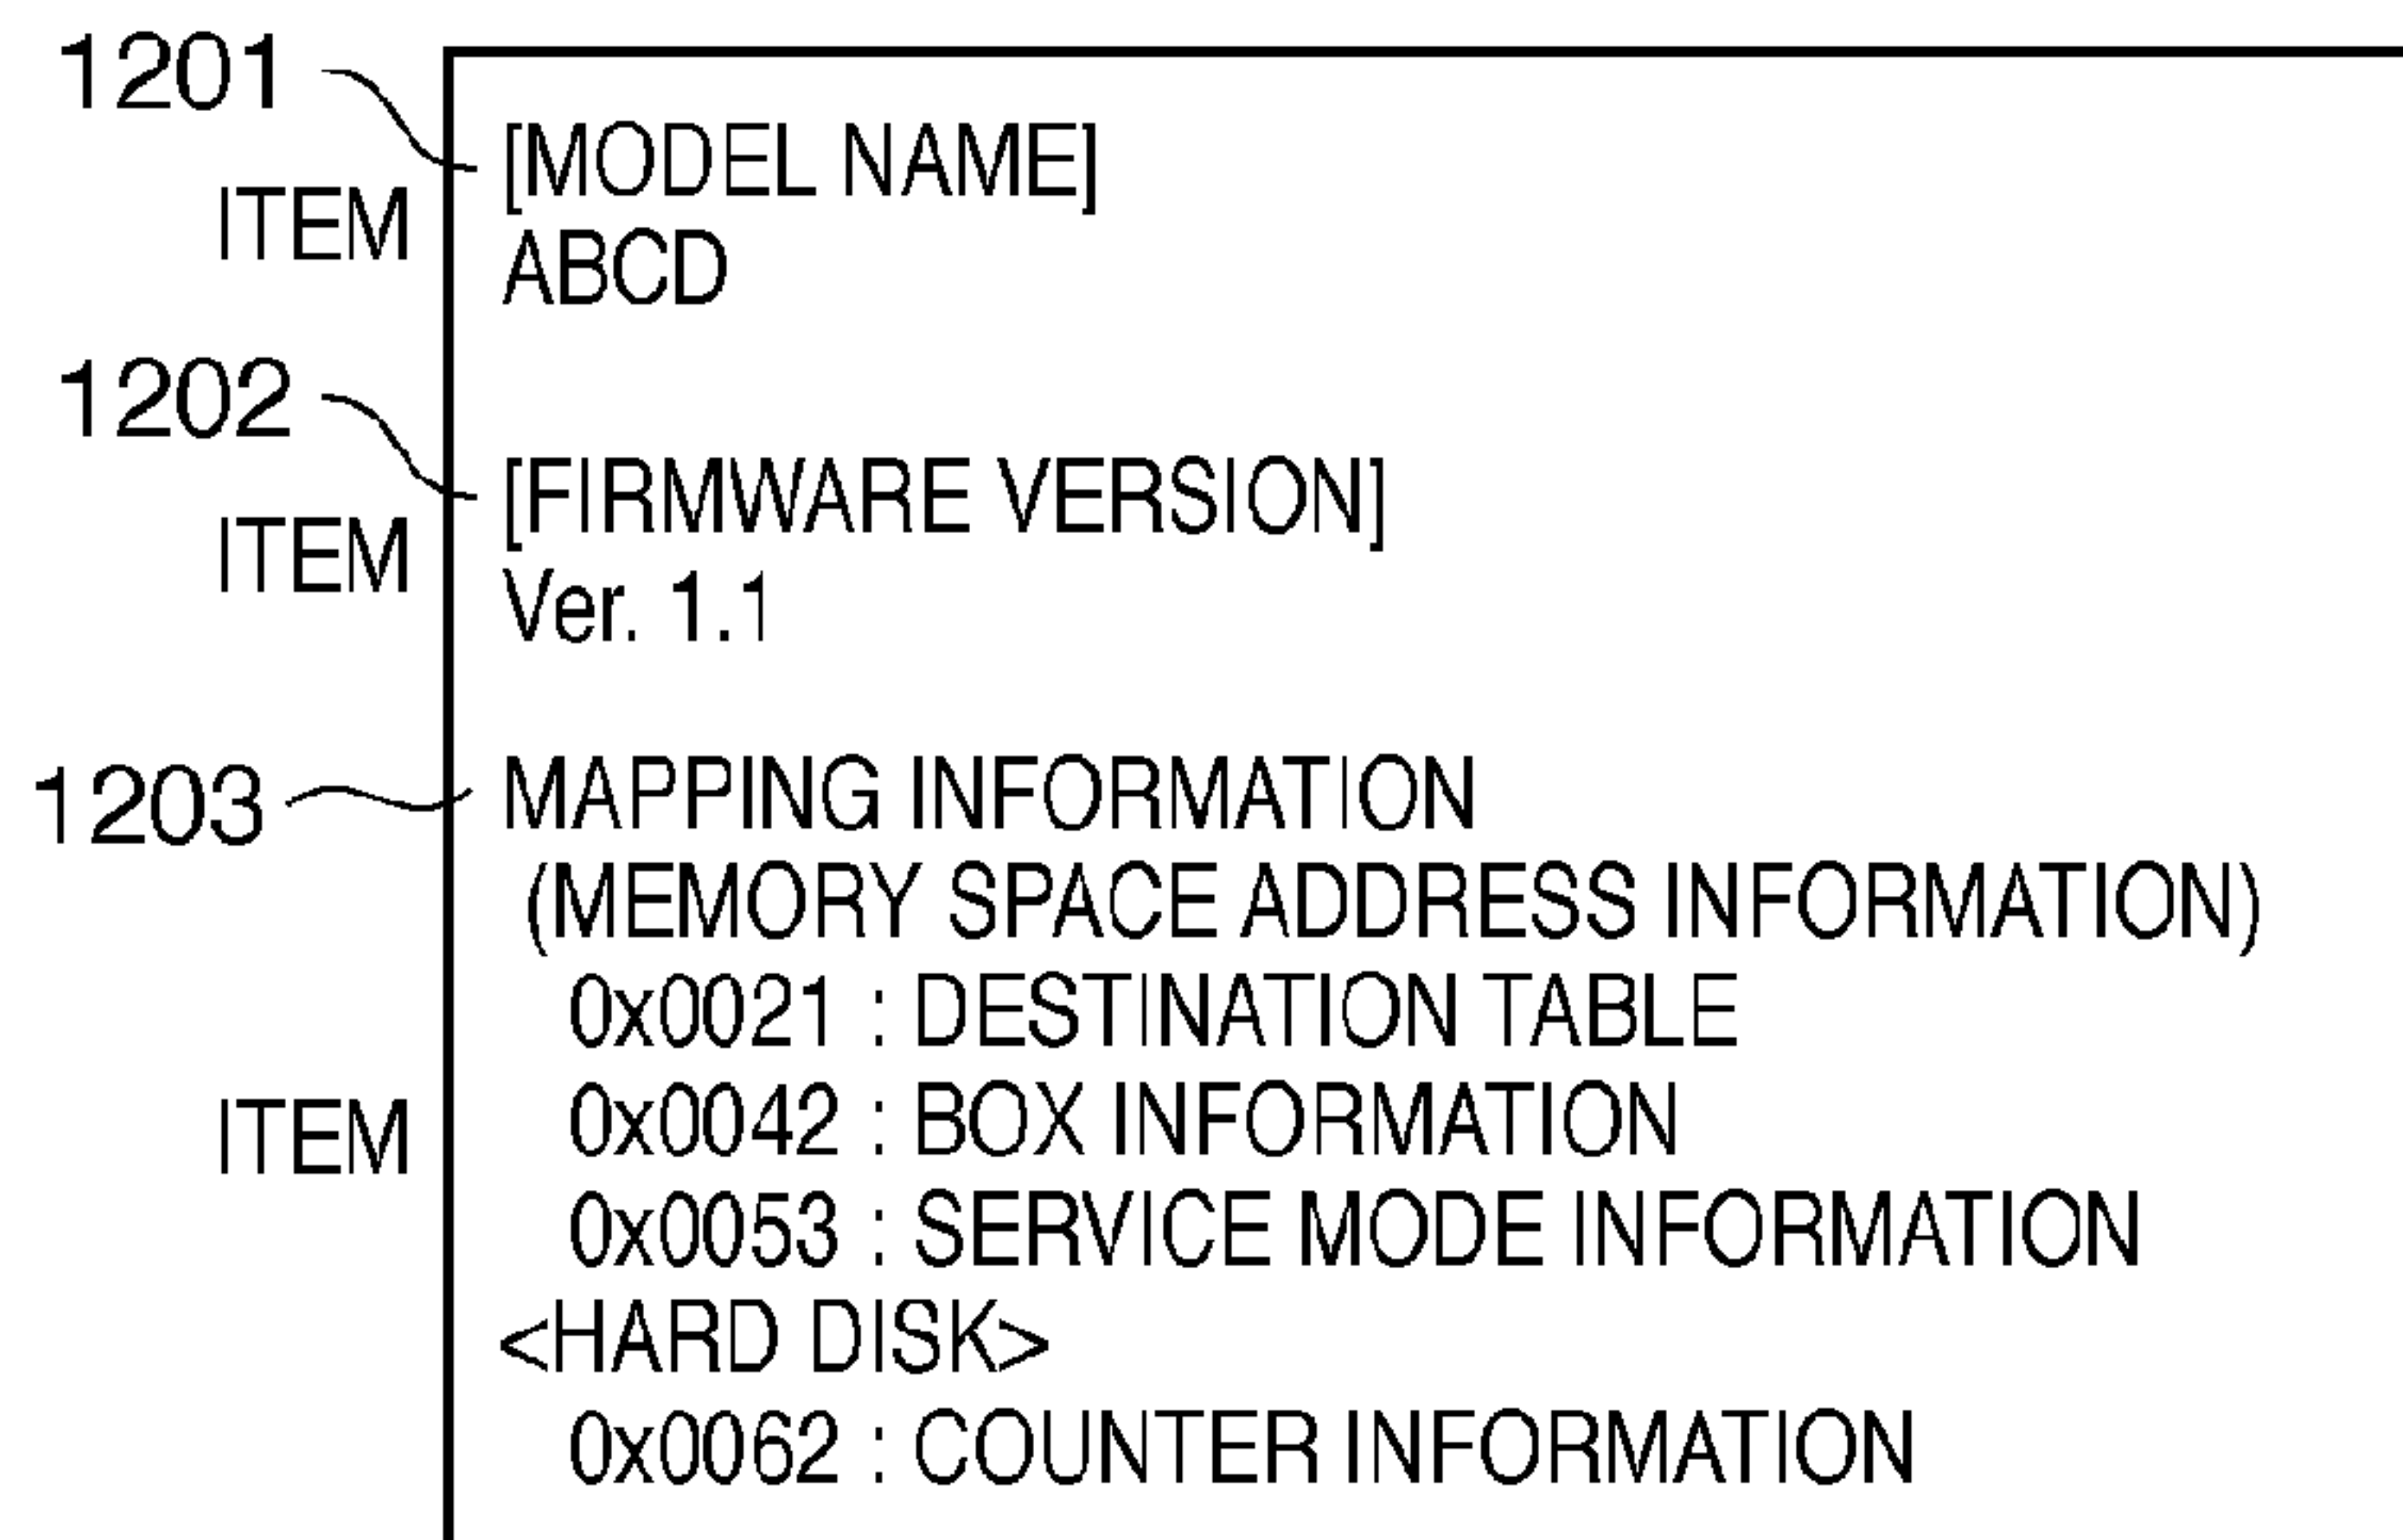 1201
ITEM
[MODEL NAME]
ABCD
1202
ITEM
[FIRMWARE VERSION]
Ver. 1.1
1203
ITEM
MAPPING INFORMATION
(MEMORY SPACE ADDRESS INFORMATION)
0x0021 : DESTINATION TABLE
0x0042 : BOX INFORMATION
0x0053 : SERVICE MODE INFORMATION
<HARD DISK>
0x0062 : COUNTER INFORMATION